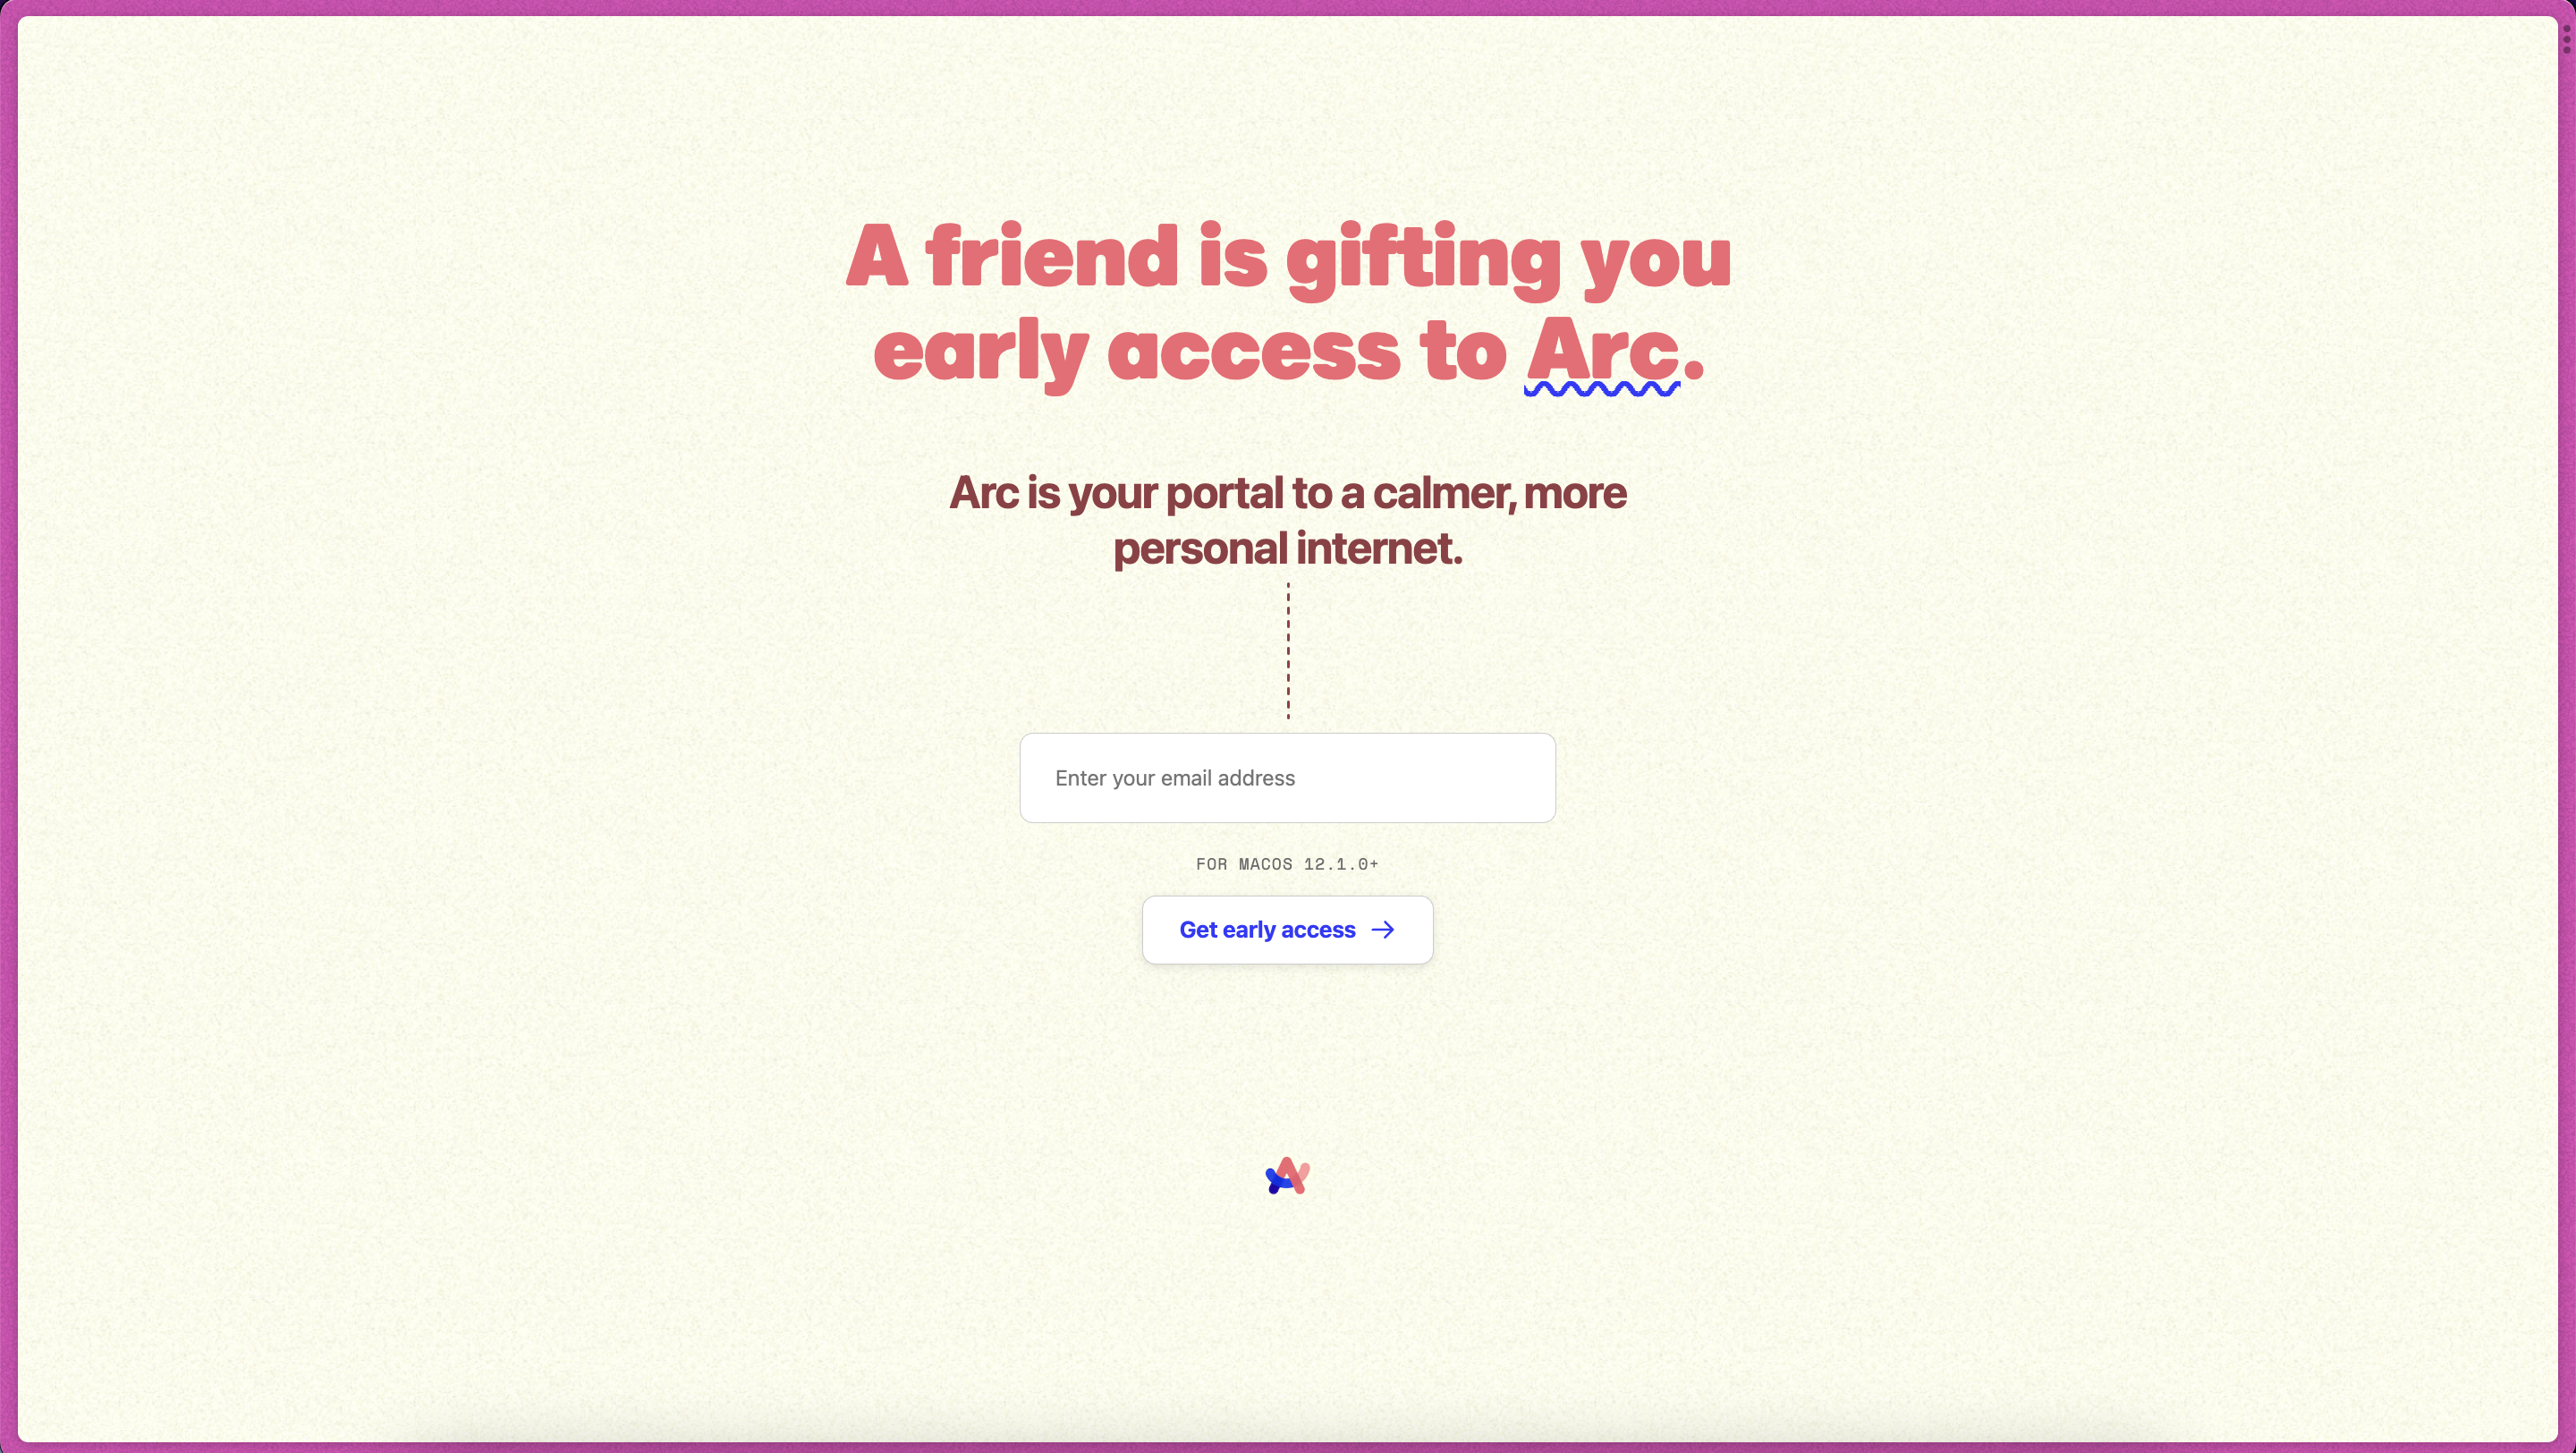 A friend is gifting you
early access to Arc.
Arc is your portal to a calmer, more
personal internet.
Enter your email address
FOR MACOS 12.1.0+
Get early access →